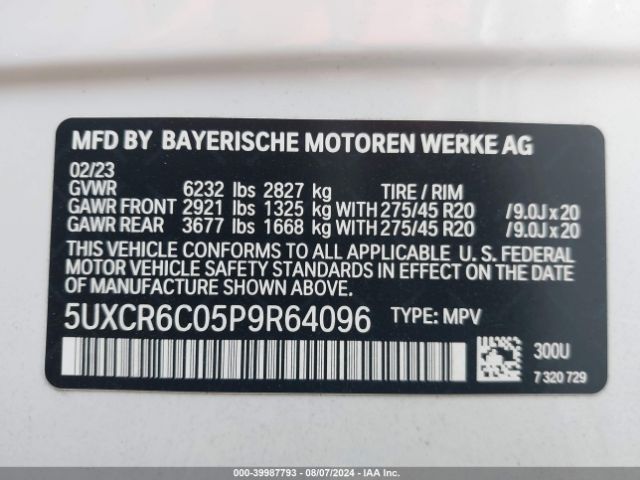 MFD BY BAYERISCHE MOTOREN WERKE AG
02/23
GVWR 6232 lbs 2827 kg TIRE / RIM
GAWR FRONT 2921 lbs 1325 kg WITH 275/45 R20 /9.0J x 20
GAWR REAR 3677 lbs 1668 kg WITH 275/45 R20 /9.0J x 20
THIS VEHICLE CONFORMS TO ALL APPLICABLE U. S. FEDERAL
MOTOR VEHICLE SAFETY STANDARDS IN EFFECT ON THE
DATE OF MANUFACTURE SHOWN ABOVE.
5UXCR6C05P9R64096 TYPE: MPV
300U
7 320 729
000-39987793 - 08/07/2024 - IAA Inc.